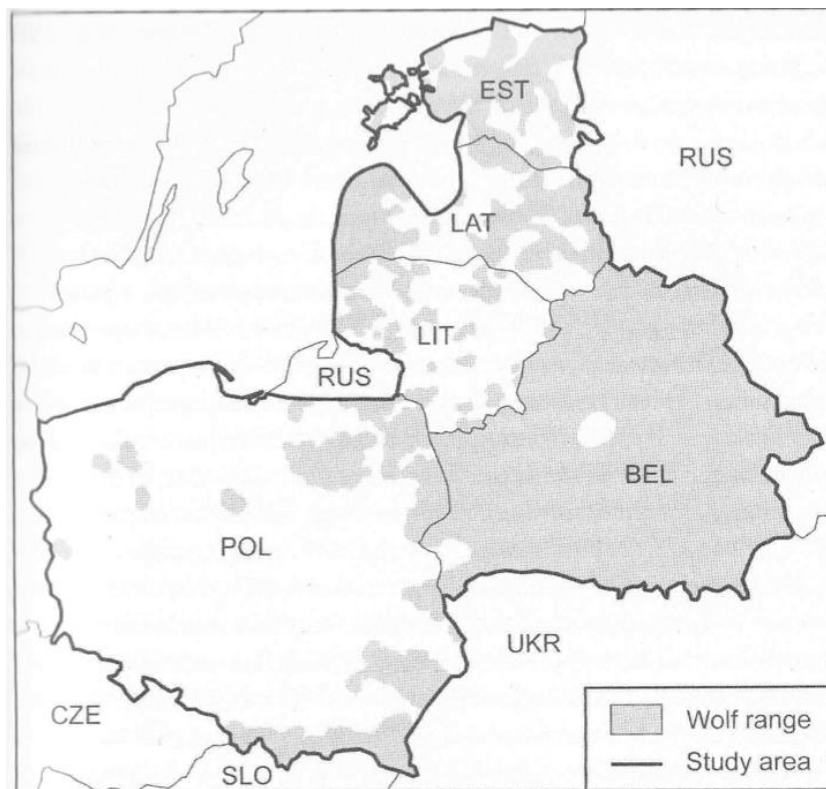 EST
RUS
LAT
LIT
RUS
BEL
POL
UKR
CZE
SLO
Wolf range
Study area